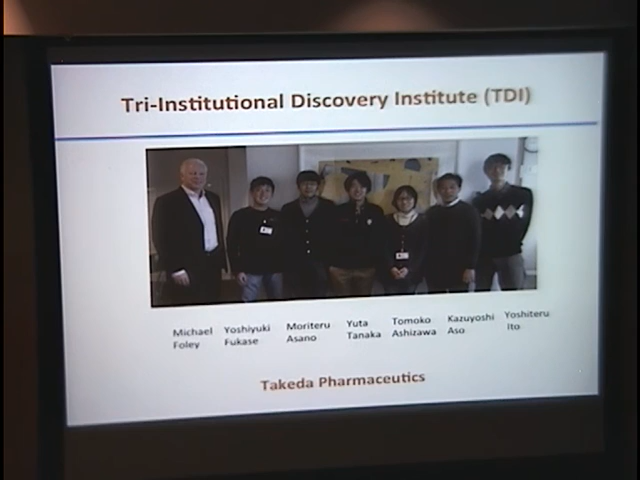 Tri-Institutional Discovery Institute (TDI)
Michael Foley
Yoshiyuki Fukase
Moriteru Asano
Yuta Tanaka
Tomoko Ashizawa
Kazuyoshi Aso
Yoshiteru Ito
Takeda Pharmaceutics